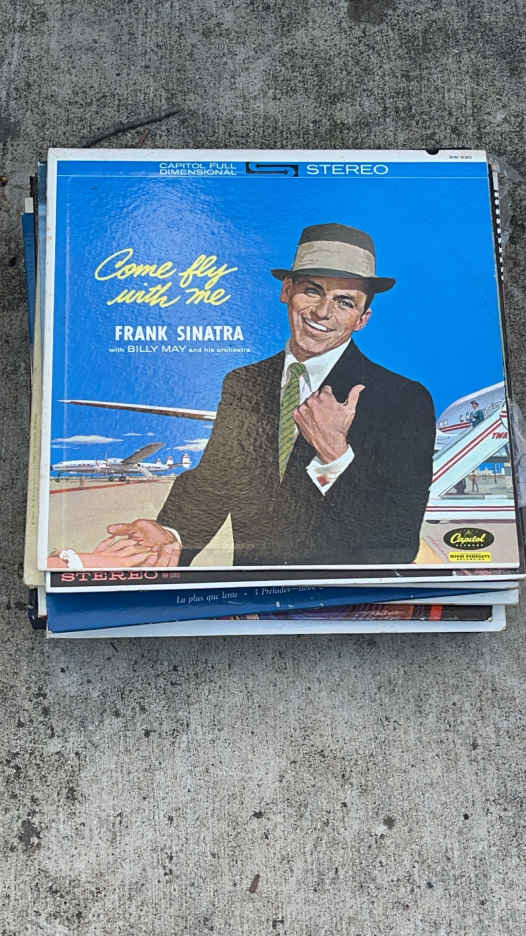 CAPITOL FULL
DIMENSIONAL
STEREO
Come fly
with me
FRANK SINATRA
with BILLY MAY and his orchestra
TWA
Capitol
STEREO
La plus que lente •